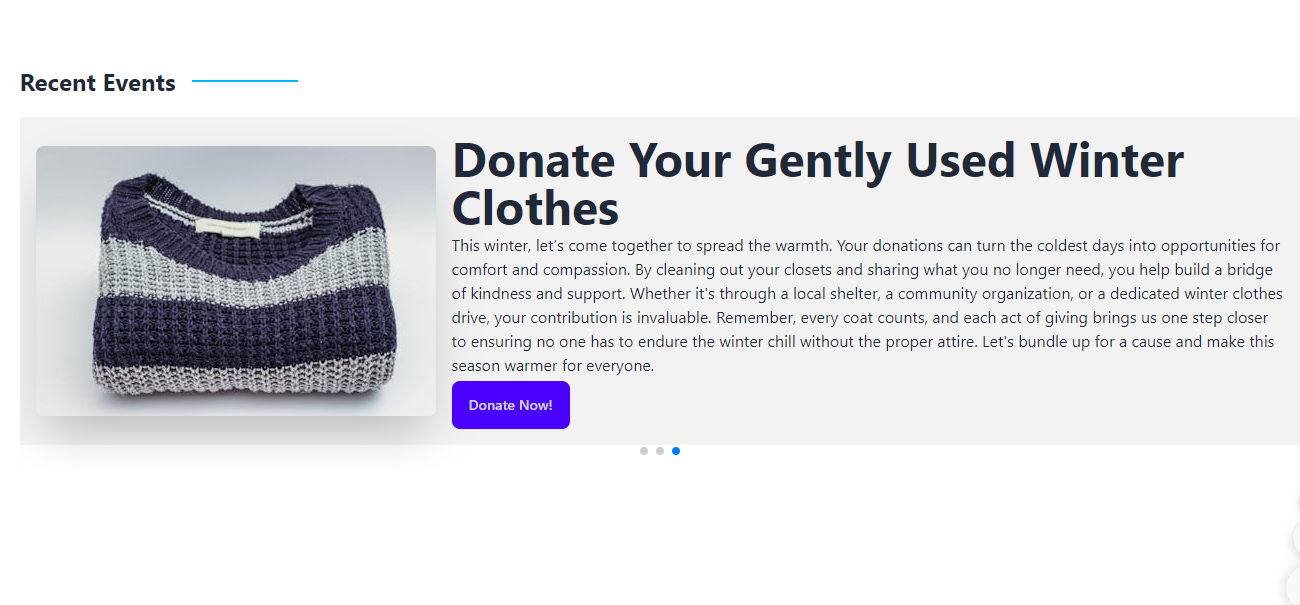 Recent Events
Donate Your Gently Used Winter
Clothes
This winter, let’s come together to spread the warmth. Your donations can turn the coldest days into opportunities for
comfort and compassion. By cleaning out your closets and sharing what you no longer need, you help build a bridge
of kindness and support. Whether it's through a local shelter, a community organization, or a dedicated winter clothes
drive, your contribution is invaluable. Remember, every coat counts, and each act of giving brings us one step closer
to ensuring no one has to endure the winter chill without the proper attire. Let's bundle up for a cause and make this
season warmer for everyone.
Donate Now!